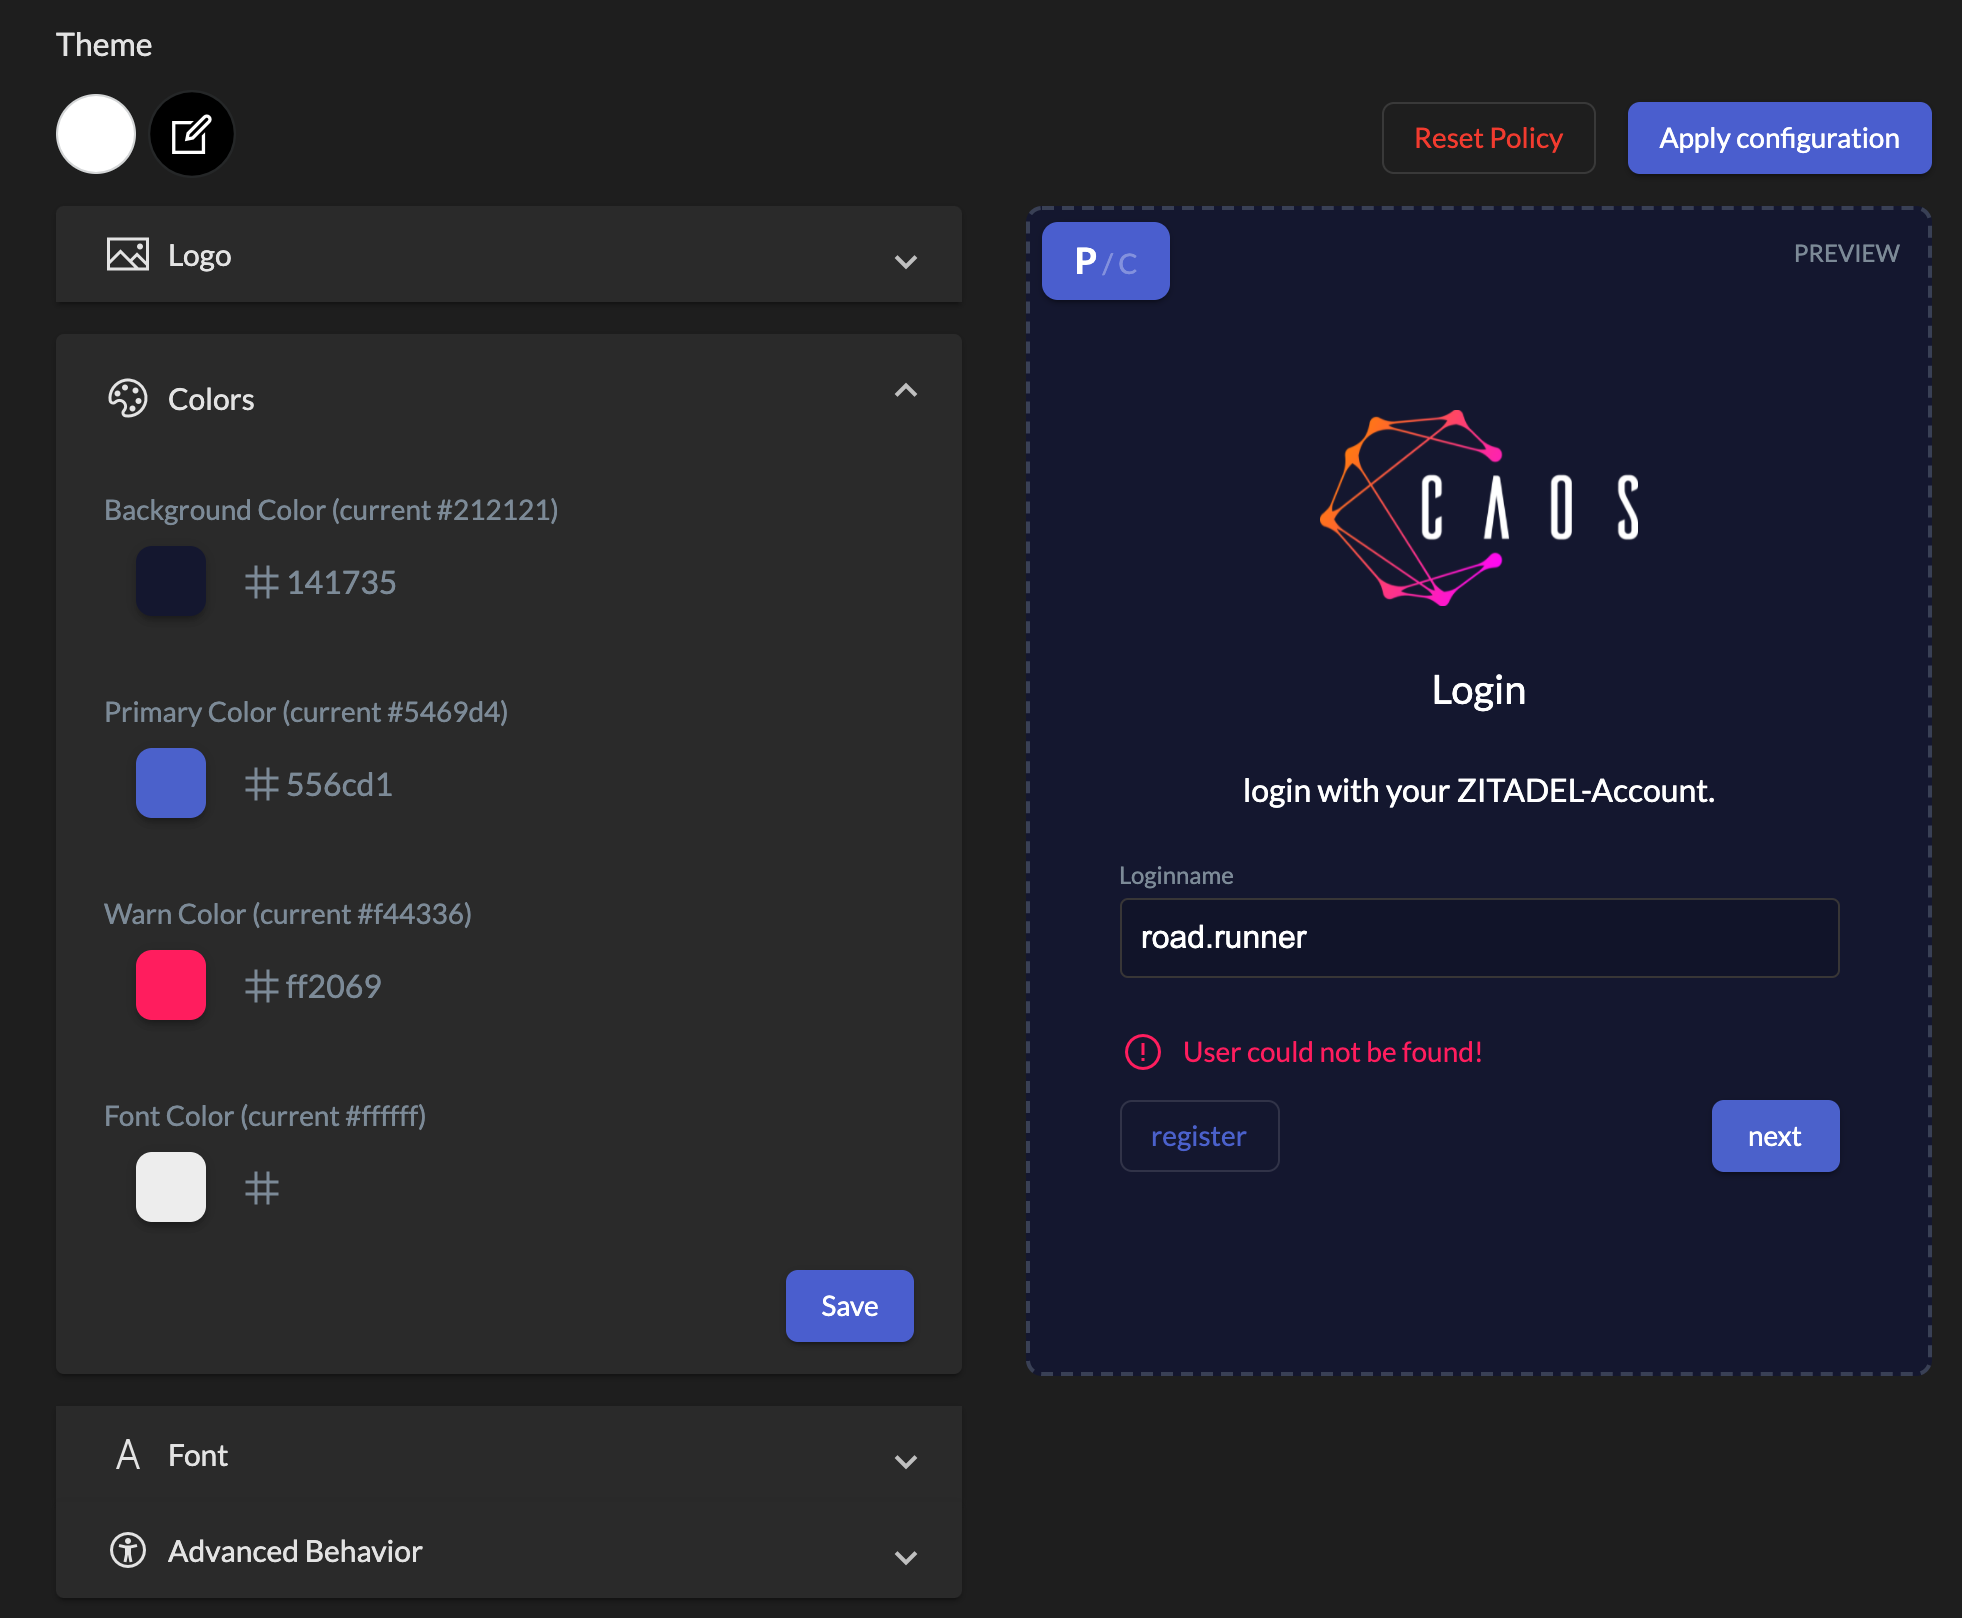 Theme
Reset Policy
Apply configuration
Logo
Colors
Background Color (current #212121)
# 141735
Primary Color (current #5469d4)
# 556cd1
Warn Color (current #f44336)
# ff2069
Font Color (current #ffffff)
#
Save
Font
Advanced Behavior
P / C
PREVIEW
CAOS
Login
login with your ZITADEL-Account.
Loginname
road.runner
User could not be found!
register
next